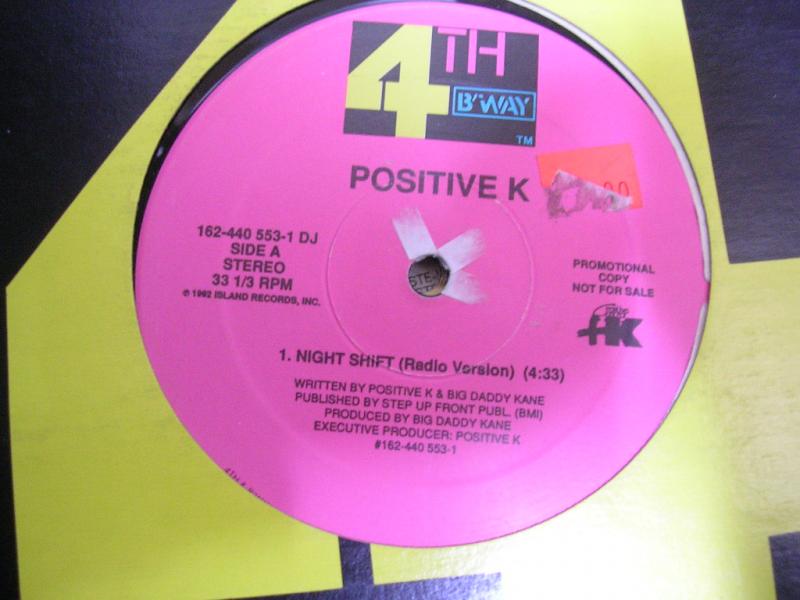 4TH
B'WAY
TM
POSITIVE K
00
162-440 553-1 DJ
SIDE A
STEREO
33 1/3 RPM
℗ 1992 ISLAND RECORDS, INC.
PROMOTIONAL
COPY
NOT FOR SALE
+K
1. NIGHT SHIFT (Radio Version) (4:33)
WRITTEN BY POSITIVE K & BIG DADDY KANE
PUBLISHED BY STEP UP FRONT PUBL. (BMI)
PRODUCED BY BIG DADDY KANE
EXECUTIVE PRODUCER: POSITIVE K
#162-440 553-1